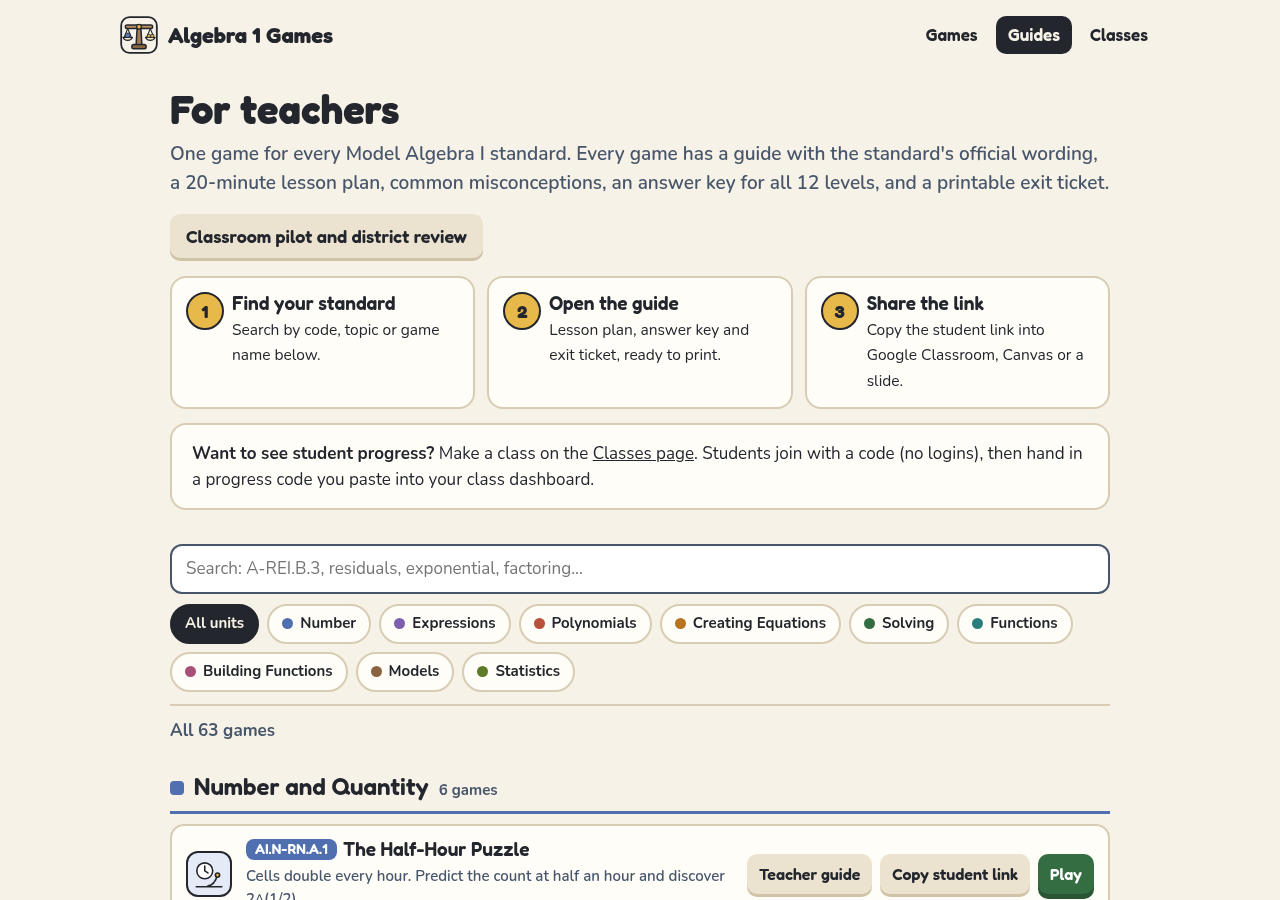 Algebra 1 Games
Games
Guides
Classes
For teachers
One game for every Model Algebra I standard. Every game has a guide with the standard's official wording,
a 20-minute lesson plan, common misconceptions, an answer key for all 12 levels, and a printable exit ticket.
Classroom pilot and district review
1
Find your standard
Search by code, topic or game
name below.
2
Open the guide
Lesson plan, answer key and
exit ticket, ready to print.
3
Share the link
Copy the student link into
Google Classroom, Canvas or a
slide.
Want to see student progress? Make a class on the Classes page. Students join with a code (no logins), then hand in
a progress code you paste into your class dashboard.
Search: A-REI.B.3, residuals, exponential, factoring...
All units
Number
Expressions
Polynomials
Creating Equations
Solving
Functions
Building Functions
Models
Statistics
All 63 games
Number and Quantity
6 games
AI.N-RN.A.1
The Half-Hour Puzzle
Cells double every hour. Predict the count at half an hour and discover
2^(1/2).
Teacher guide
Copy student link
Play